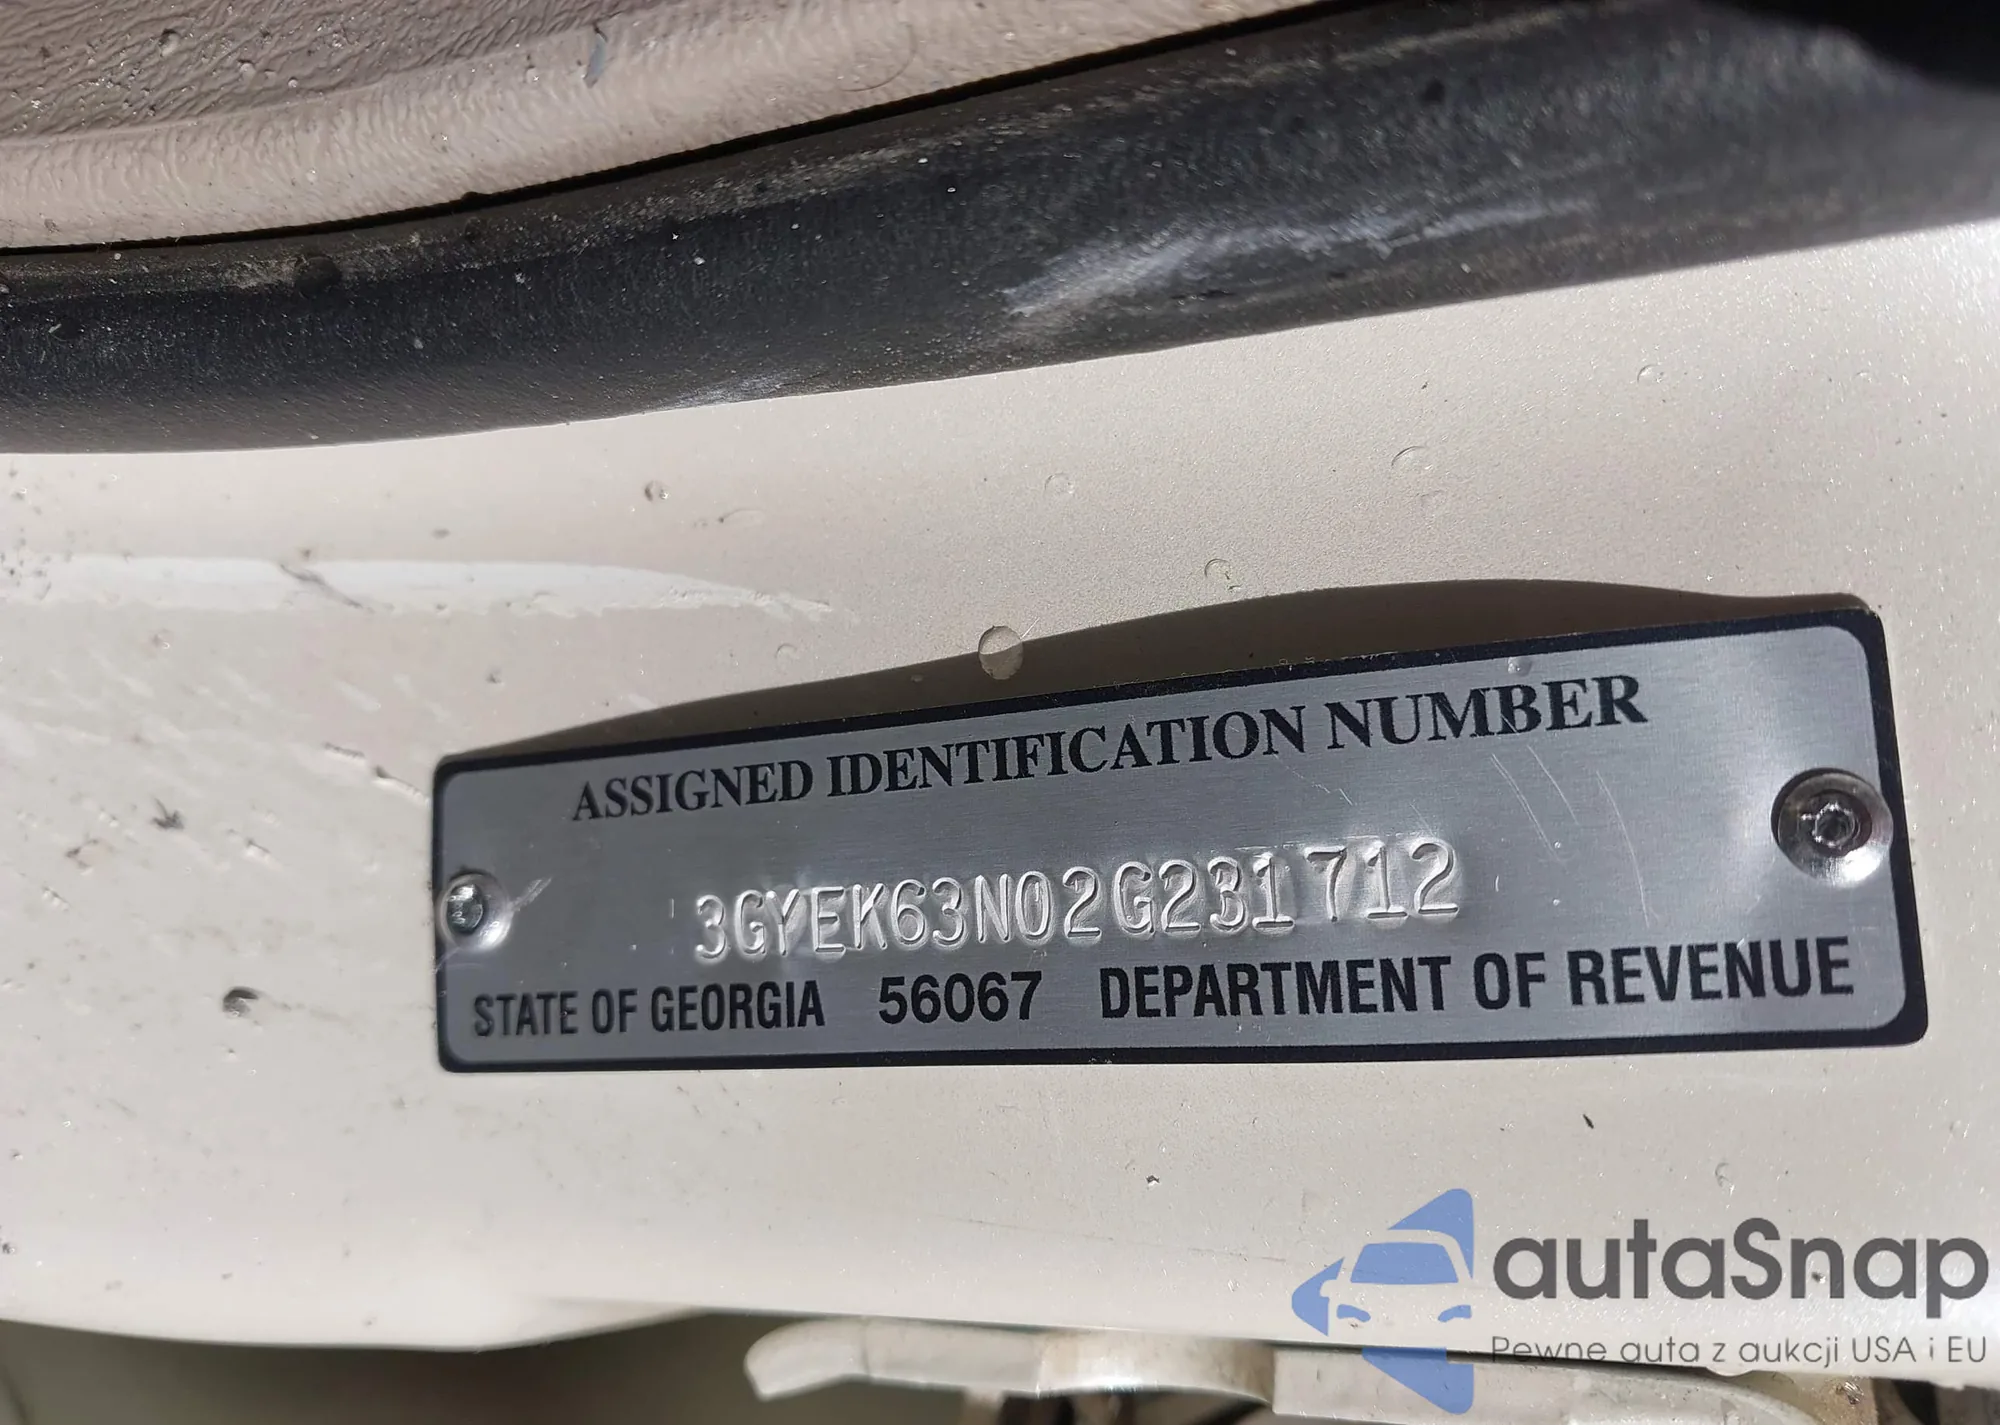 ASSIGNED IDENTIFICATION NUMBER
3GYEK63N02G231712
STATE OF GEORGIA 56067 DEPARTMENT OF REVENUE
autaSnap
Pewne auta z aukcji USA i EU